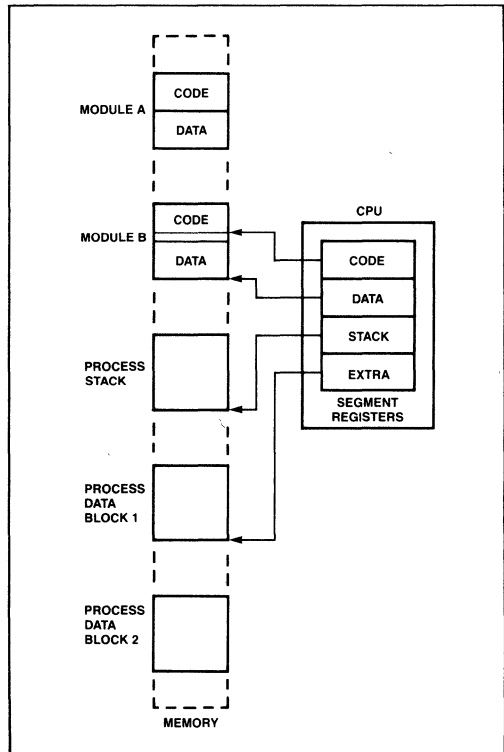 MODULE A
CODE
DATA
MODULE B
CODE
DATA
PROCESS
STACK
PROCESS
DATA
BLOCK 1
PROCESS
DATA
BLOCK 2
MEMORY
CPU
CODE
DATA
STACK
EXTRA
SEGMENT
REGISTERS